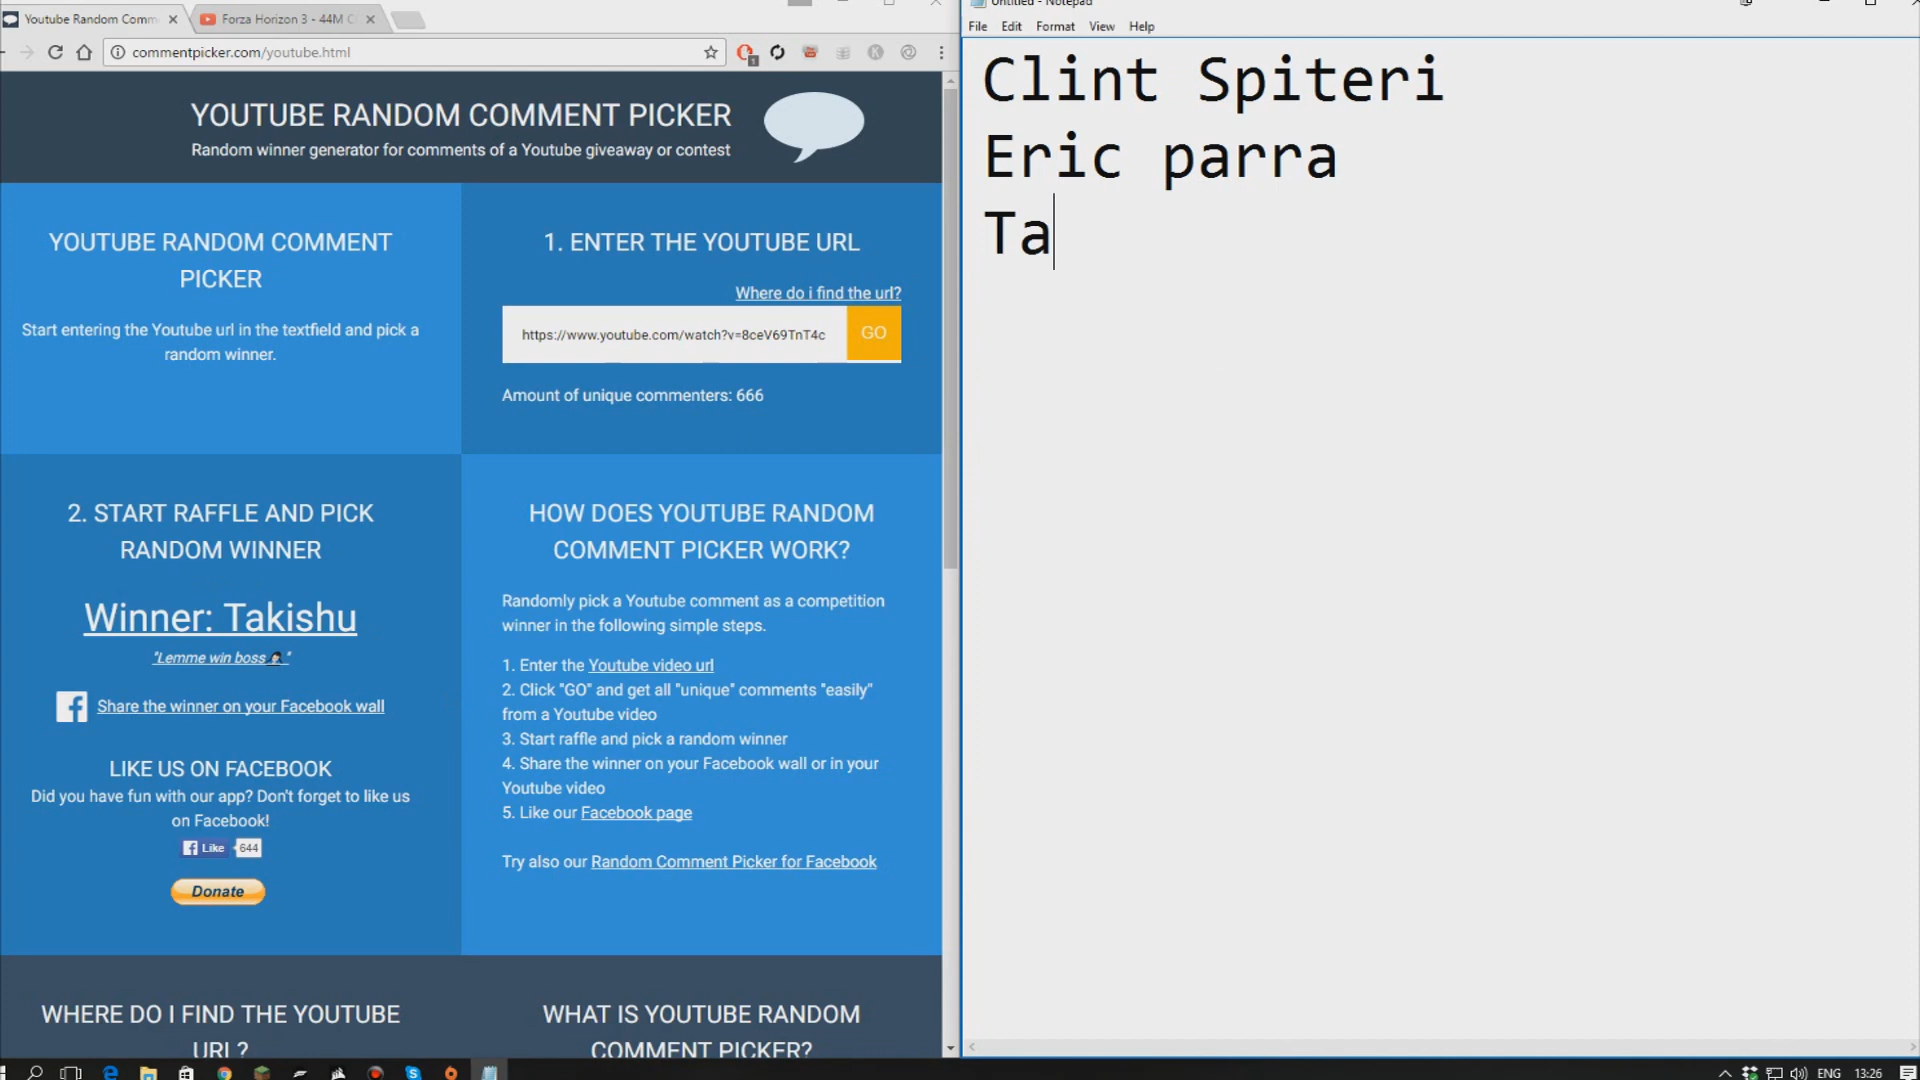 Youtube Random Comm
Forza Horizon 3 - 44M C
Untitled - Notepad
commentpicker.com/youtube.html
1
File Edit Format View Help
YOUTUBE RANDOM COMMENT PICKER
Random winner generator for comments of a Youtube giveaway or contest
YOUTUBE RANDOM COMMENT
PICKER
Start entering the Youtube url in the textfield and pick a
random winner.
1. ENTER THE YOUTUBE URL
Where do i find the url?
https://www.youtube.com/watch?v=8ceV69TnT4c
GO
Amount of unique commenters: 666
2. START RAFFLE AND PICK
RANDOM WINNER
Winner: Takishu
"Lemme win boss🙏🏿"
Share the winner on your Facebook wall
LIKE US ON FACEBOOK
Did you have fun with our app? Don't forget to like us
on Facebook!
Like 644
Donate
HOW DOES YOUTUBE RANDOM
COMMENT PICKER WORK?
Randomly pick a Youtube comment as a competition
winner in the following simple steps.
1. Enter the Youtube video url
2. Click "GO" and get all "unique" comments "easily"
from a Youtube video
3. Start raffle and pick a random winner
4. Share the winner on your Facebook wall or in your
Youtube video
5. Like our Facebook page
Try also our Random Comment Picker for Facebook
WHERE DO I FIND THE YOUTUBE
URL?
WHAT IS YOUTUBE RANDOM
COMMENT PICKER?
Clint Spiteri
Eric parra
Ta
ENG 13:26